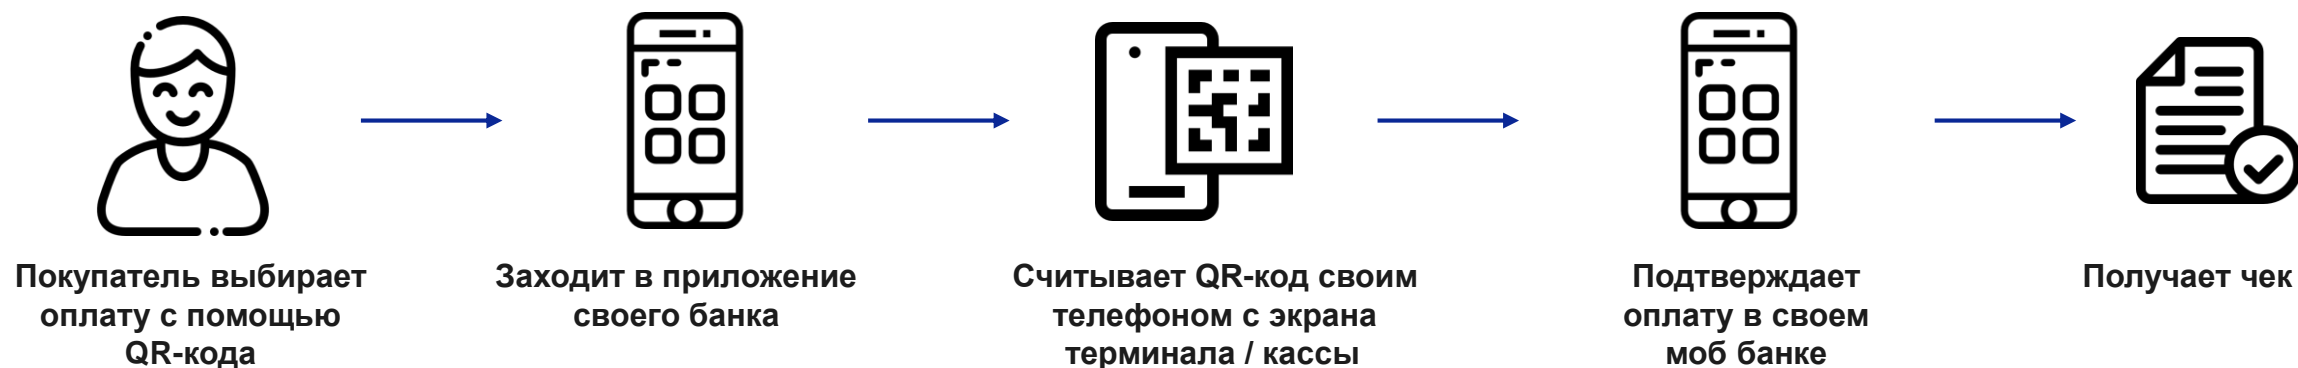 Покупатель выбирает
оплату с помощью
QR-кода
Заходит в приложение
своего банка
Считывает QR-код своим
телефоном с экрана
терминала / кассы
Подтверждает
оплату в своем
моб банке
Получает чек